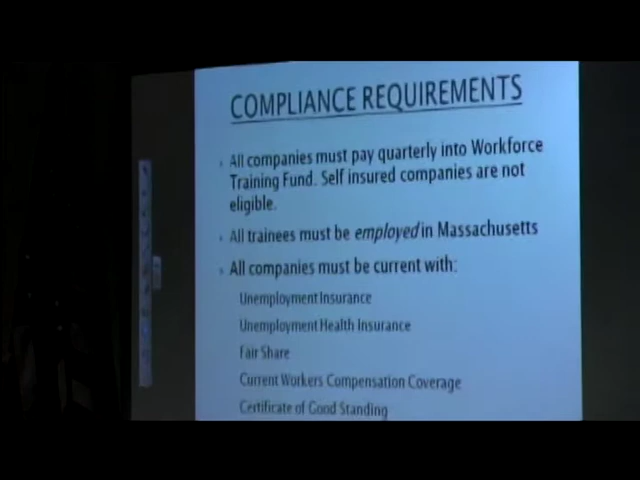 COMPLIANCE REQUIREMENTS
All companies must pay quarterly into Workforce
Training Fund. Self insured companies are not
eligible.
All trainees must be employed in Massachusetts
All companies must be current with:
Unemployment Insurance
Unemployment Health Insurance
Fair Share
Current Workers Compensation Coverage
Certificate of Good Standing